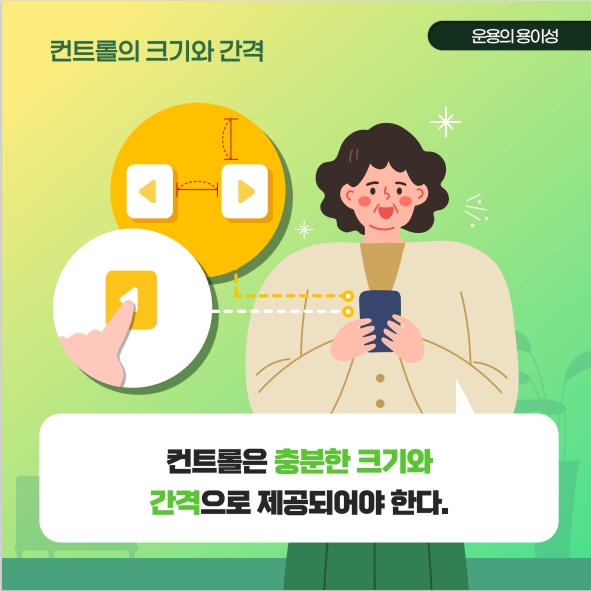 컨트롤의 크기와 간격
운용의 용이성
컨트롤은 충분한 크기와
간격으로 제공되어야 한다.